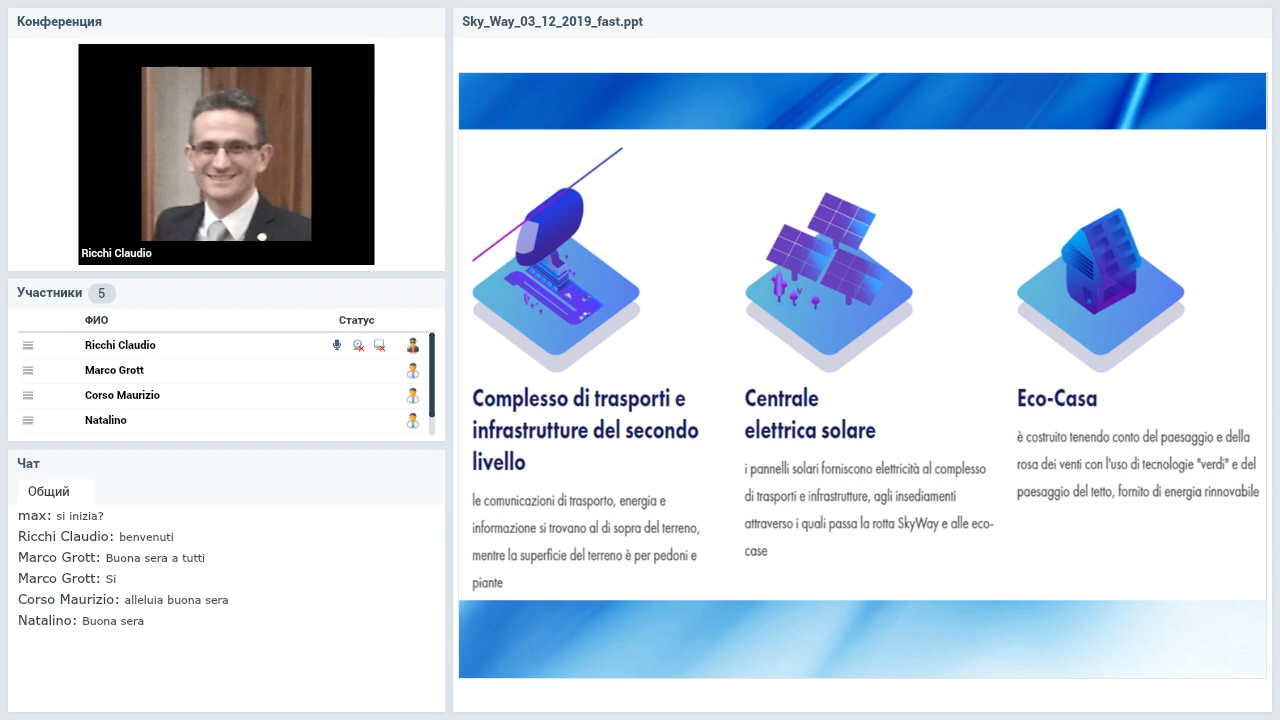 Конференция
Ricchi Claudio
Участники 5
ФИО Статус
Ricchi Claudio
Marco Grott
Corso Maurizio
Natalino
Чат
Общий
max: si inizia?
Ricchi Claudio: benvenuti
Marco Grott: Buona sera a tutti
Marco Grott: Si
Corso Maurizio: alleluia buona sera
Natalino: Buona sera
Sky_Way_03_12_2019_fast.ppt
Complesso di trasporti e
infrastrutture del secondo
livello
le comunicazioni di trasporto, energia e
informazione si trovano al di sopra del terreno,
mentre la superficie del terreno è per pedoni e
piante
Centrale
elettrica solare
i pannelli solari forniscono elettricità al complesso
di trasporti e infrastrutture, agli insediamenti
attraverso i quali passa la rotta SkyWay e alle eco-
case
Eco-Casa
è costruito tenendo conto del paesaggio e della
rosa dei venti con l'uso di tecnologie "verdi" e del
paesaggio del tetto, fornito di energia rinnovabile